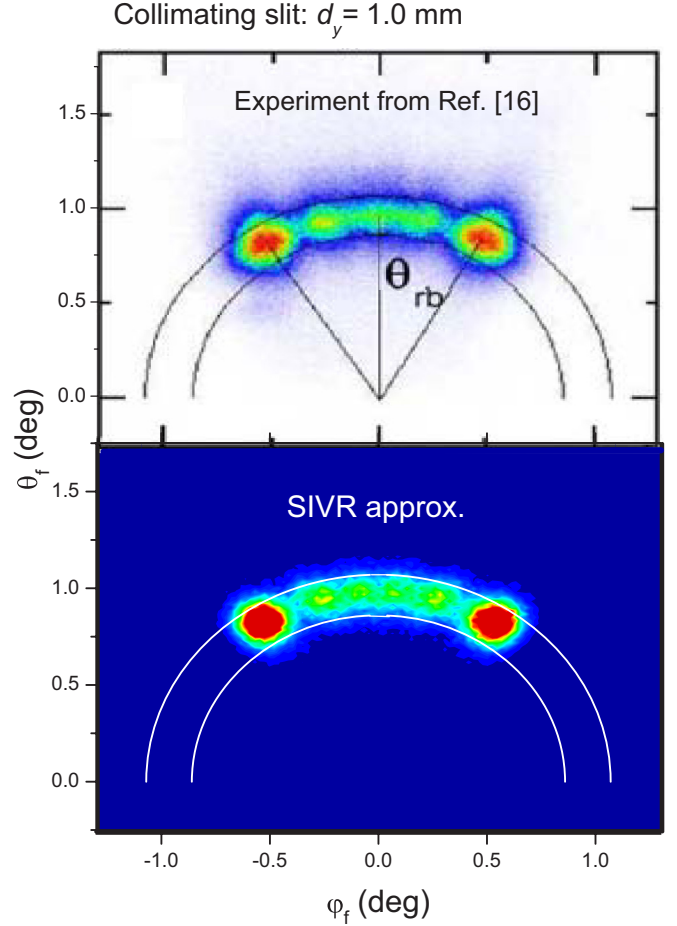 Collimating slit: d_y= 1.0 mm
Experiment from Ref. [16]
1.5
1.0
0.5
0.0
θ_rb
θ_f (deg)
SIVR approx.
1.5
1.0
0.5
0.0
-1.0 -0.5 0.0 0.5 1.0
φ_f (deg)